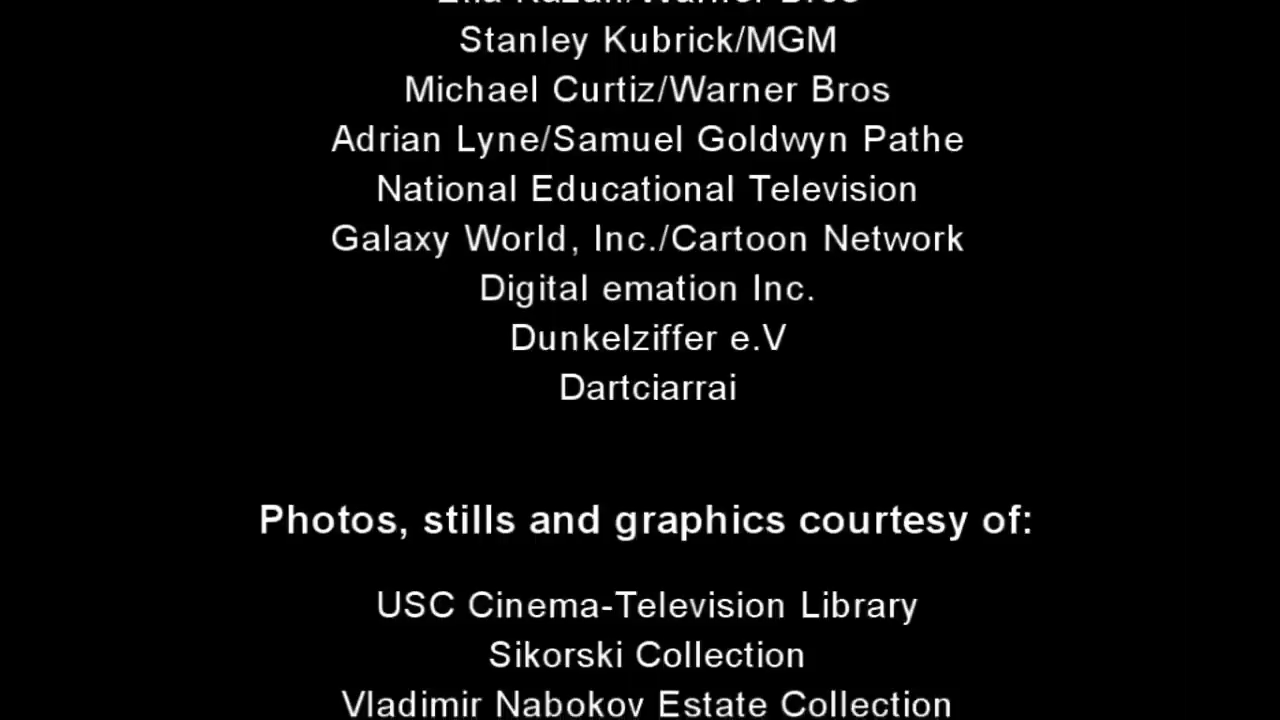 Stanley Kubrick/MGM
Michael Curtiz/Warner Bros
Adrian Lyne/Samuel Goldwyn Pathe
National Educational Television
Galaxy World, Inc./Cartoon Network
Digital emation Inc.
Dunkelziffer e.V
Dartciarrai
Photos, stills and graphics courtesy of:
USC Cinema-Television Library
Sikorski Collection
Vladimir Nabokov Estate Collection